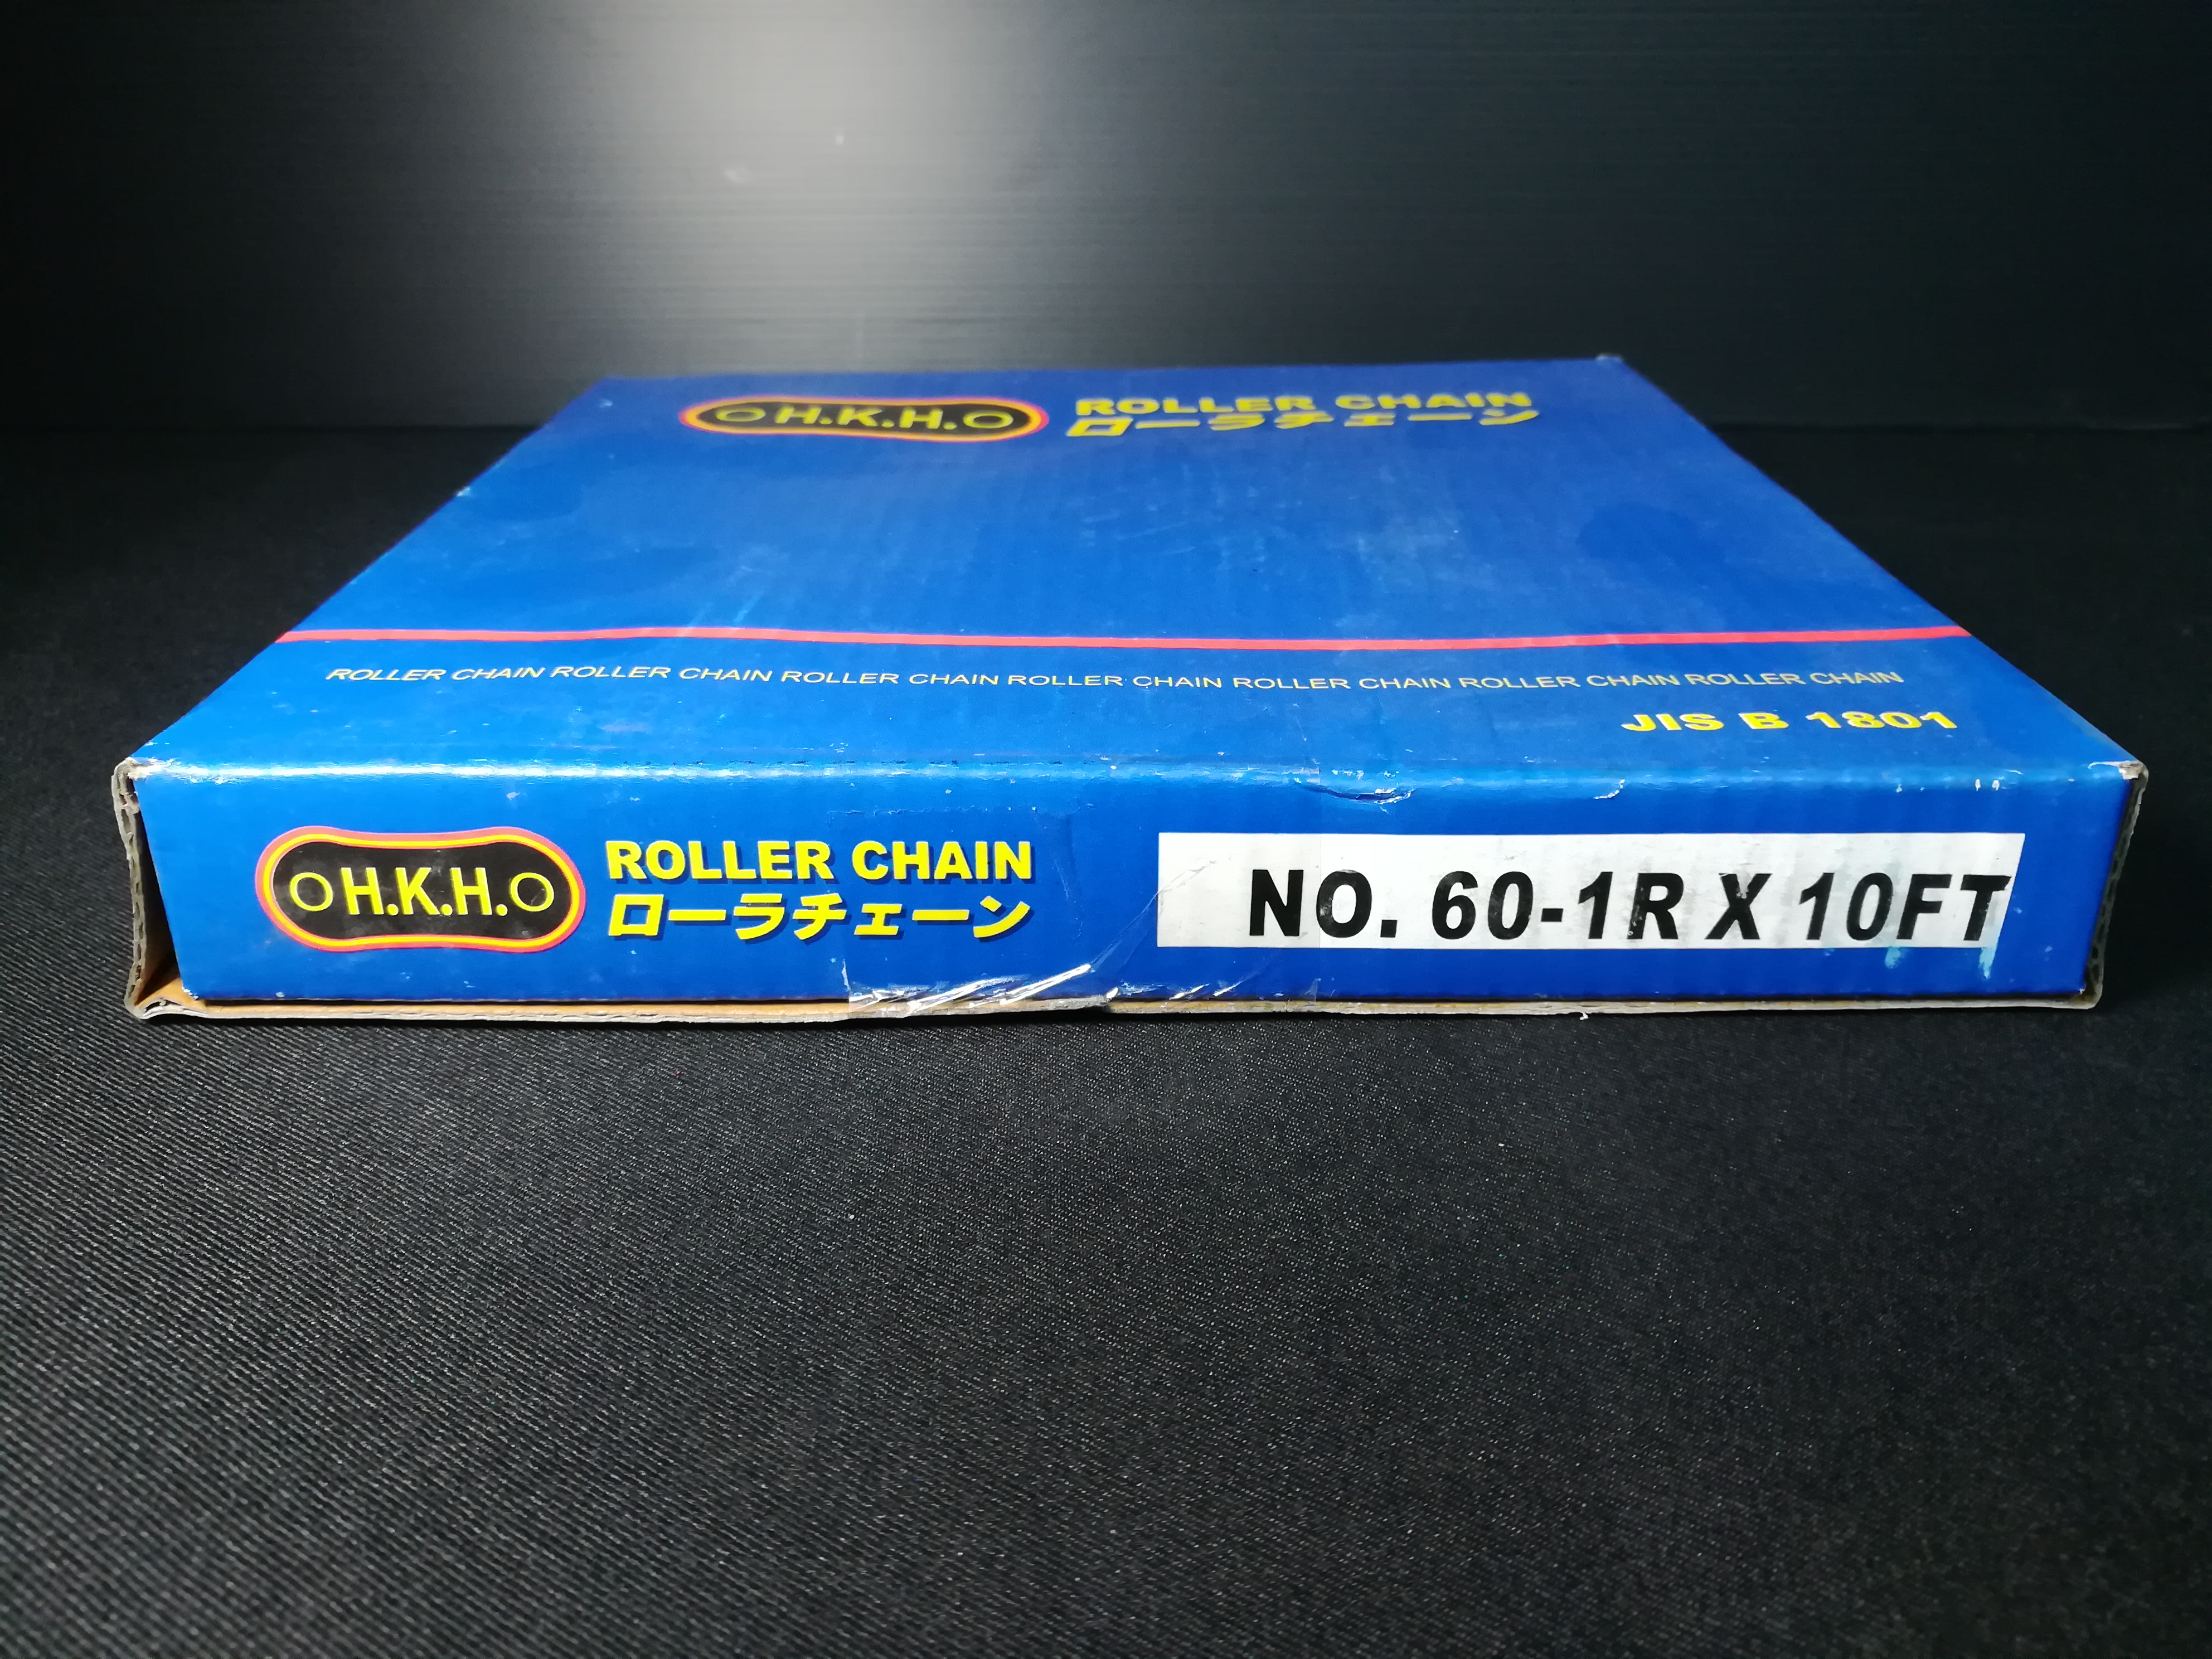 H.K.H.
ROLLER CHAIN
ローラチェーン
ROLLER CHAIN ROLLER CHAIN ROLLER CHAIN ROLLER CHAIN ROLLER CHAIN ROLLER CHAIN ROLLER CHAIN
JIS B 1801
H.K.H.
ROLLER CHAIN
ローラチェーン
NO. 60-1R X 10FT